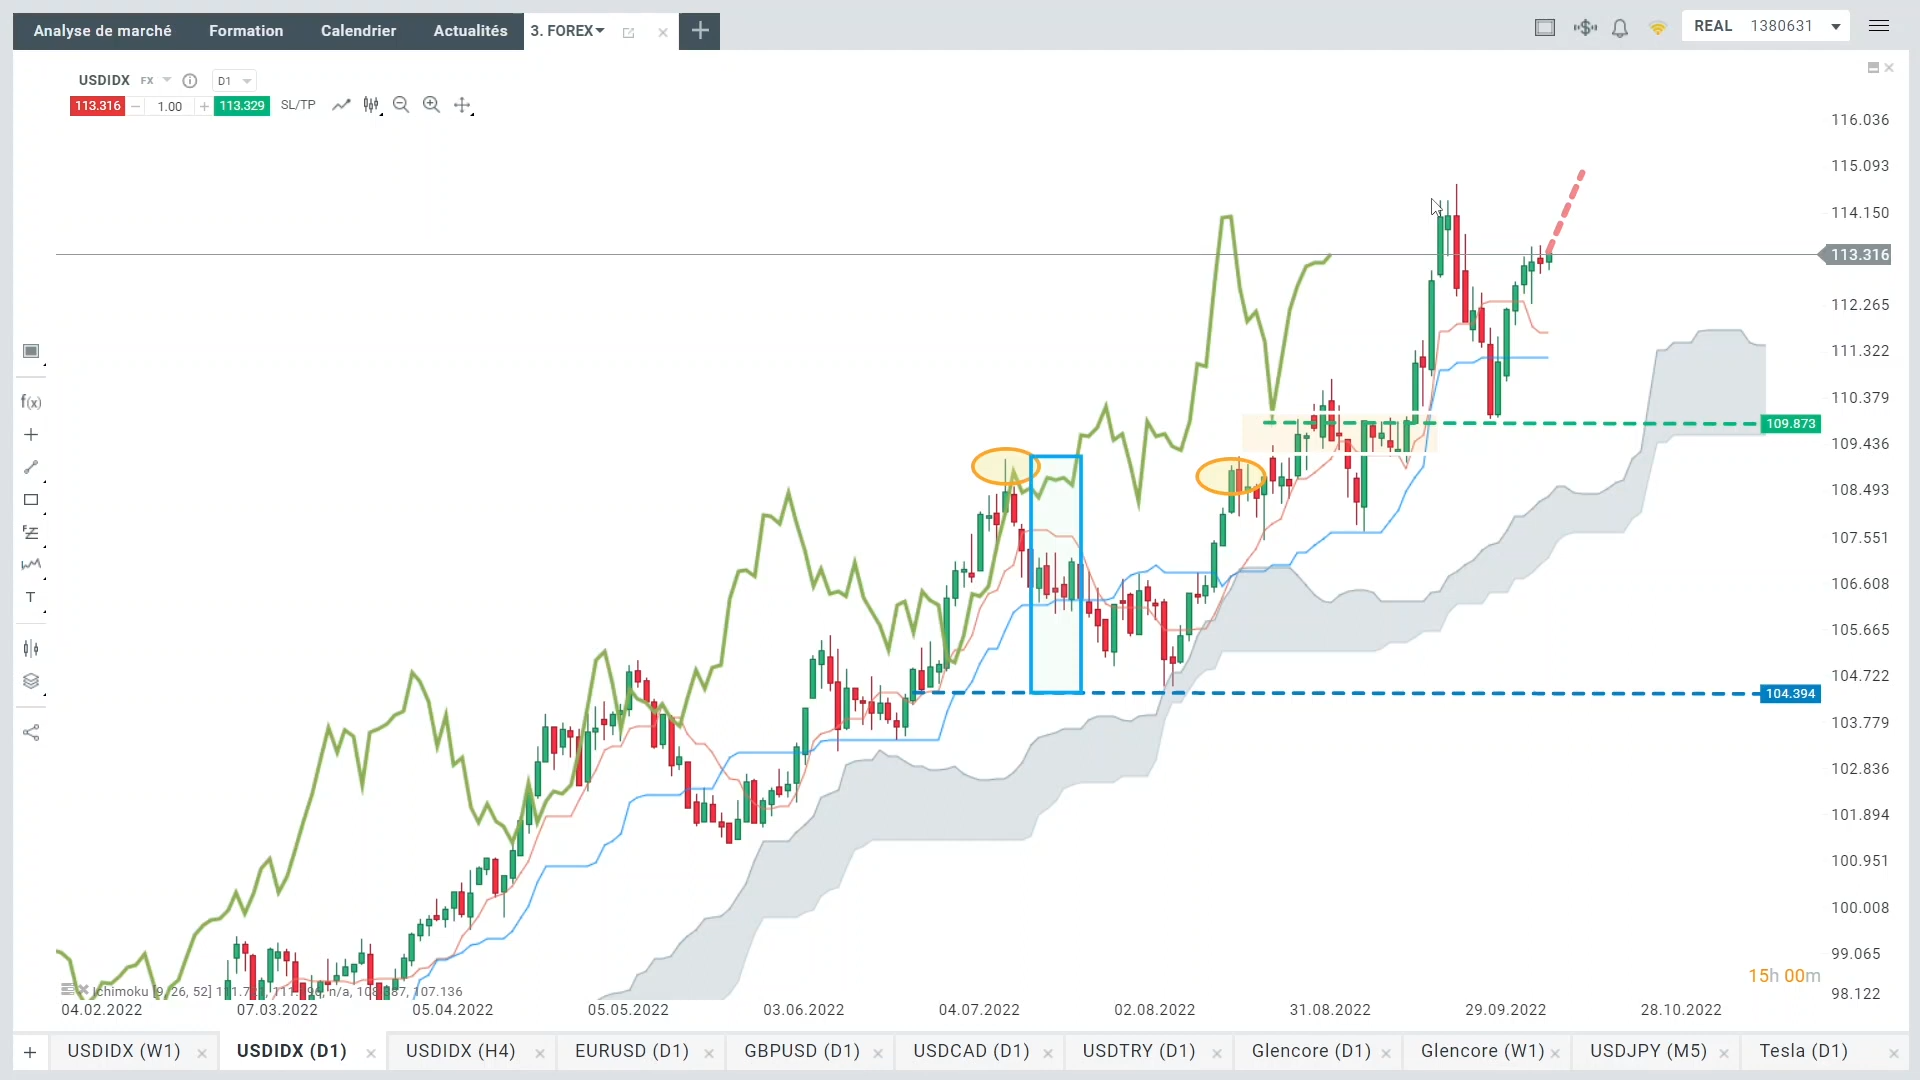 Analyse de marché Formation Calendrier Actualités 3. FOREX
REAL 1380631
USDIDX FX D1
113.316 1.00 113.329 SL/TP
116.036
115.093
114.150
113.316
112.265
111.322
110.379
109.873
109.436
108.493
107.551
106.608
105.665
104.722
104.394
103.779
102.836
101.894
100.951
100.008
99.065
98.122
f(x)
T
15h 00m
Ichimoku [9, 26, 52]
107.136
04.02.2022 07.03.2022 05.04.2022 05.05.2022 03.06.2022 04.07.2022 02.08.2022 31.08.2022 29.09.2022 28.10.2022
USDIDX (W1) USDIDX (D1) USDIDX (H4) EURUSD (D1) GBPUSD (D1) USDCAD (D1) USDTRY (D1) Glencore (D1) Glencore (W1) USDJPY (M5) Tesla (D1)